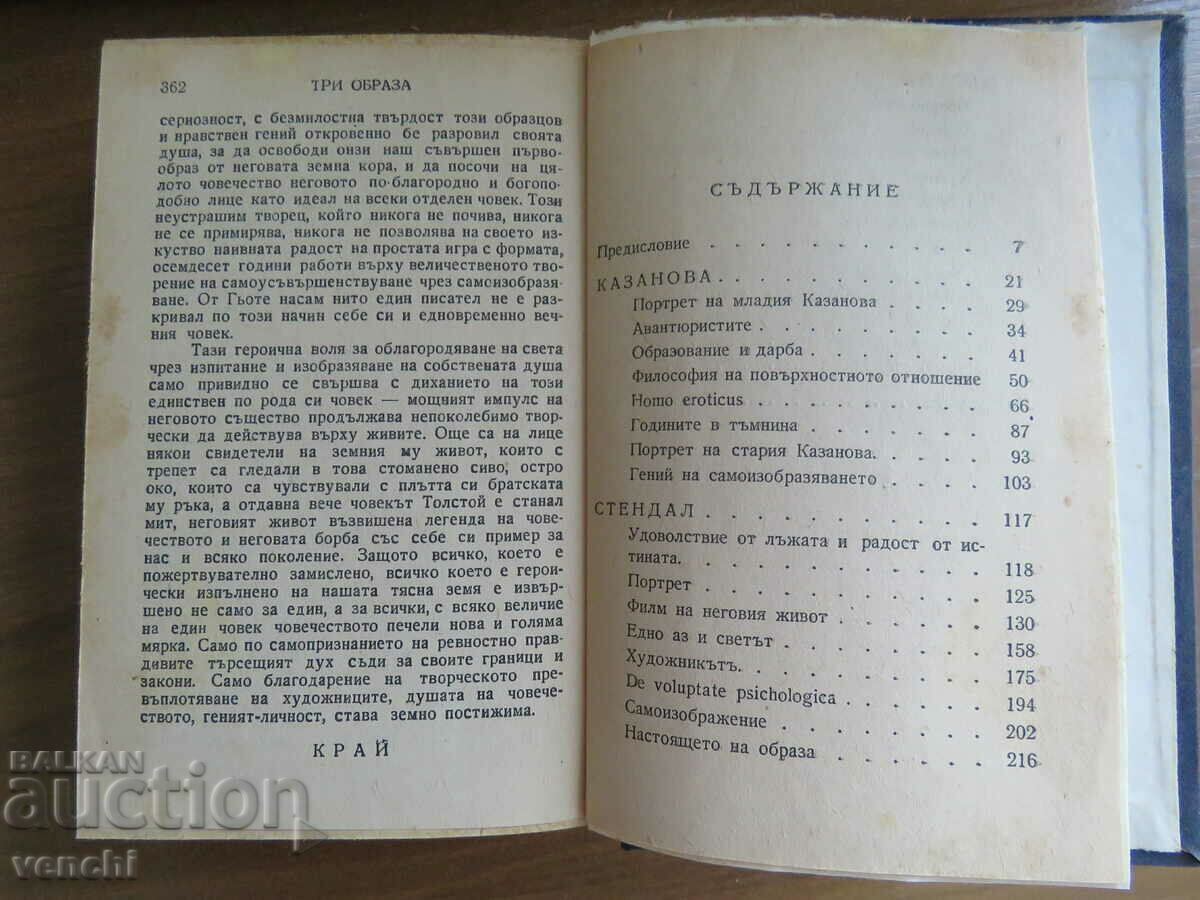 362 ТРИ ОБРАЗА
сериозност, с безмилостна твърдост този образцов
и нравствен гений откровенно бе разровил своята
душа, за да освободи онзи наш съвършен първо-
образ от неговата земна кора, и да посочи на ця-
лото човечество неговото по-благородно и богопо-
добно лице като идеал на всеки отделен човек. Този
неустрашим творец, който никога не почива, никога
не се примирява, никога не позволява на своето из-
куство наивната радост на простата игра с формата,
осемдесет години работи върху величественото творе-
ние на самоусъвършенствуване чрез самоизобразя-
ване. От Гьоте насам нито един писател не е раз-
кривал по този начин себе си и едновременно веч-
ния човек.
Тази героична воля за облагородяване на света
чрез изпитание и изобразяване на собствената душа
само привидно се свършва с диханието на този
единствен по рода си човек — мощният импулс на
неговото същество продължава непоколебимо твор-
чески да действува върху живите. Още са на лице
някои свидетели на земния му живот, които с
трепет са гледали в това стоманено сиво, остро
око, които са чувствували с плътта си братската
му ръка, а отдавна вече човекът Толстой е станал
мит, неговият живот възвишена легенда на чове-
чеството и неговата борба със себе си пример за
нас и всяко поколение. Защото всичко, което е
пожертвувателно замислено, всичко което е герои-
чески изпълнено на нашата тясна земя е извър-
шено не само за един, а за всички, с всяко величие
на един човек човечеството печели нова и голяма
мярка. Само по самопризнанието на ревностно прав-
дивите търсещият дух съди за своите граници и
закони. Само благодарение на творческото пре-
въплотяване на художниците, душата на човече-
ството, геният-личност, става земно постижима.
КРАЙ
СЪДЪРЖАНИЕ
Предисловие . . . . . . . . . . . 7
КАЗАНОВА . . . . . . . . . . . 21
Портрет на младия Казанова . . . . 29
Авантюристите . . . . . . . . . 34
Образование и дарба . . . . . . . 41
Философия на повърхностното отношение 50
Homo eroticus . . . . . . . . . 66
Годините в тъмнина . . . . . . . 87
Портрет на стария Казанова. . . . . 93
Гений на самоизобразяването . . . . 103
СТЕНДАЛ . . . . . . . . . . . 117
Удоволствие от лъжата и радост от ис-
тината. . . . . . . . . . . 118
Портрет . . . . . . . . . . . 125
Филм на неговия живот . . . . . . 130
Едно аз и светът . . . . . . . . 158
Художникътъ. . . . . . . . . . 175
De voluptate psichologica . . . . . 194
Самоизображение . . . . . . . . 202
Настоящето на образа . . . . . . 216
BALKAN
auction
venchi